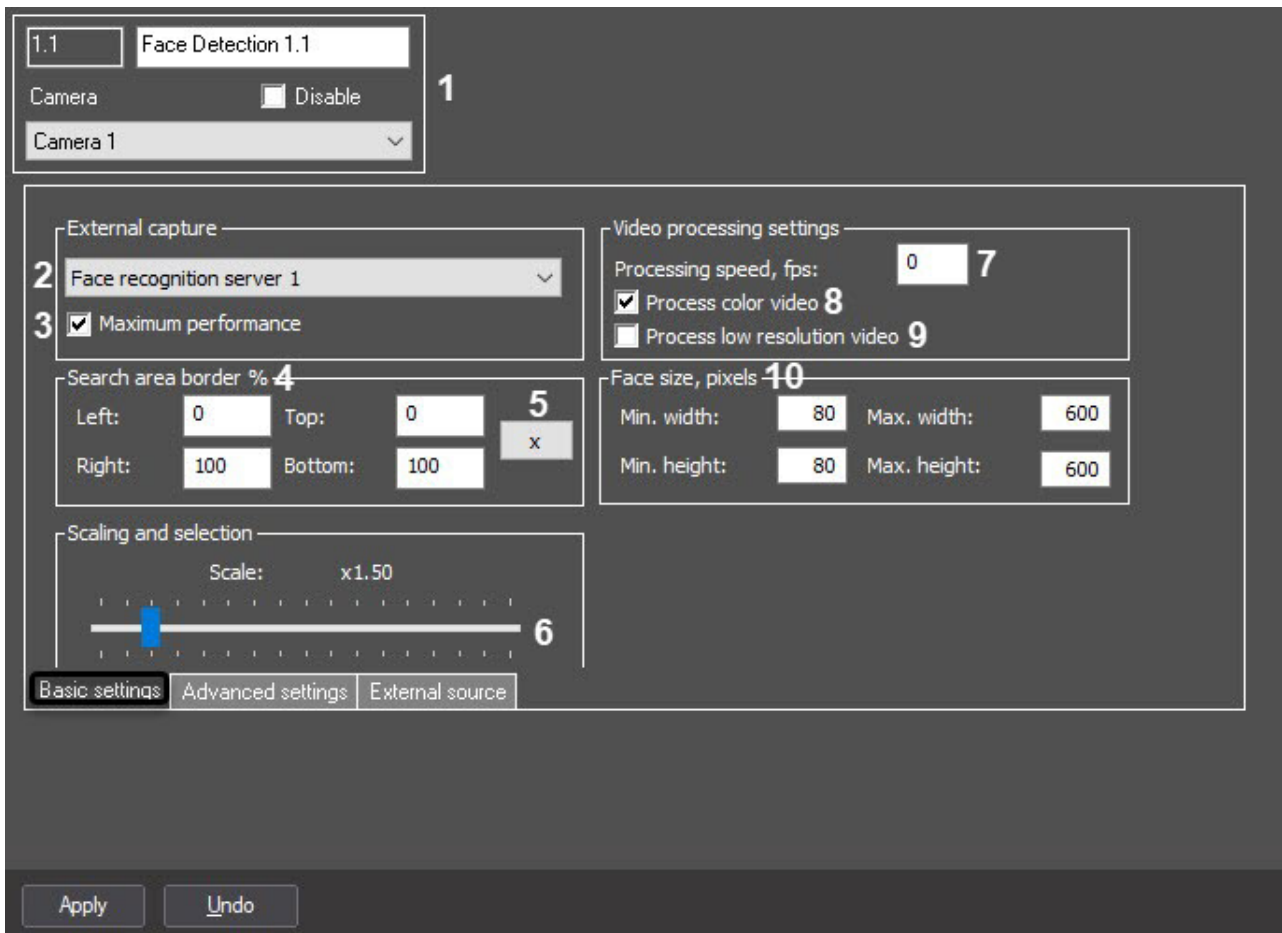 1.1 Face Detection 1.1
1
Camera Disable
Camera 1
External capture
2 Face recognition server 1
3 Maximum performance
Video processing settings
Processing speed, fps: 0 7
Process color video 8
Process low resolution video 9
Search area border % 4
5
Left: 0 Top: 0
x
Right: 100 Bottom: 100
Face size, pixels 10
Min. width: 80 Max. width: 600
Min. height: 80 Max. height: 600
Scaling and selection
Scale: x1.50
6
Basic settings Advanced settings External source
Apply Undo